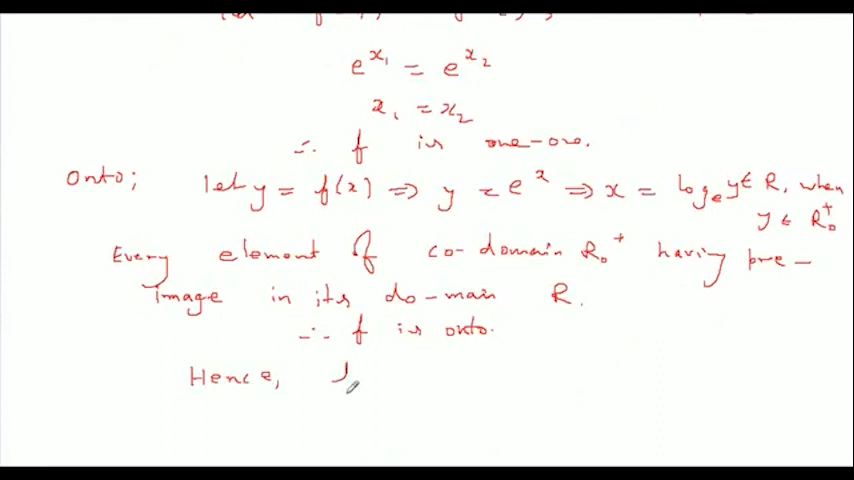 e^x₁ = e^x₂
x₁ = x₂
∴ f is one-one.
Onto; let y = f(x) ⇒ y = e^x ⇒ x = logₑ y ∈ R, when
y ∈ R₀⁺
Every element of co-domain R₀⁺ having pre-
image in its do-main R.
∴ f is onto.
Hence,